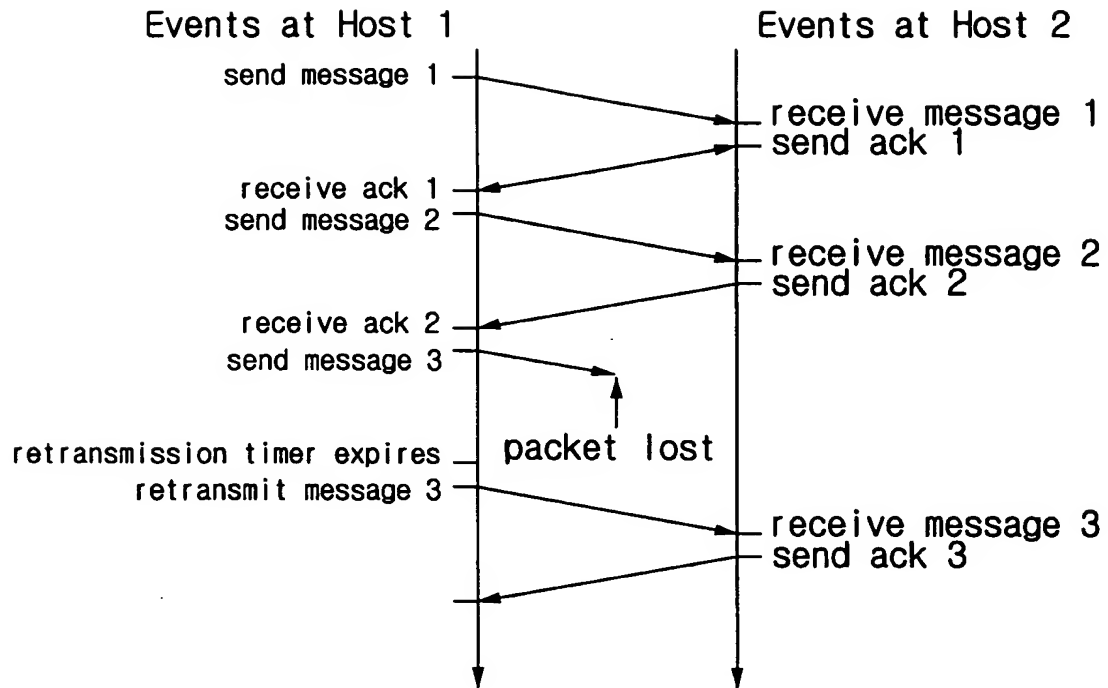 Events at Host 1
Events at Host 2
send message 1
receive message 1
send ack 1
receive ack 1
send message 2
receive message 2
send ack 2
receive ack 2
send message 3
packet lost
retransmission timer expires
retransmit message 3
receive message 3
send ack 3